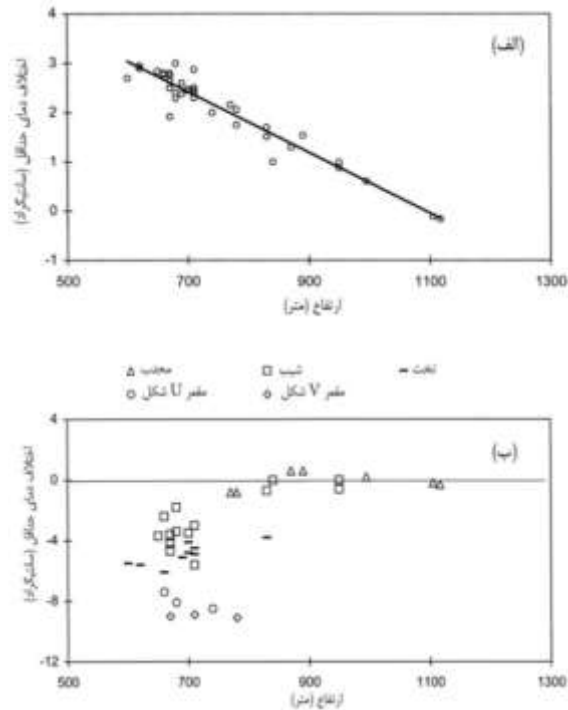 (الف)
4
3
2
1
0
-1
اختلاف دمای حداقل (سانتیگراد)
500 700 900 1100 1300
ارتفاع (متر)
△ محدب □ شیب - تخت
○ مقعر U شکل ◇ مقعر V شکل
(ب)
4
0
-4
-8
-12
اختلاف دمای حداقل (سانتیگراد)
500 700 900 1100 1300
ارتفاع (متر)